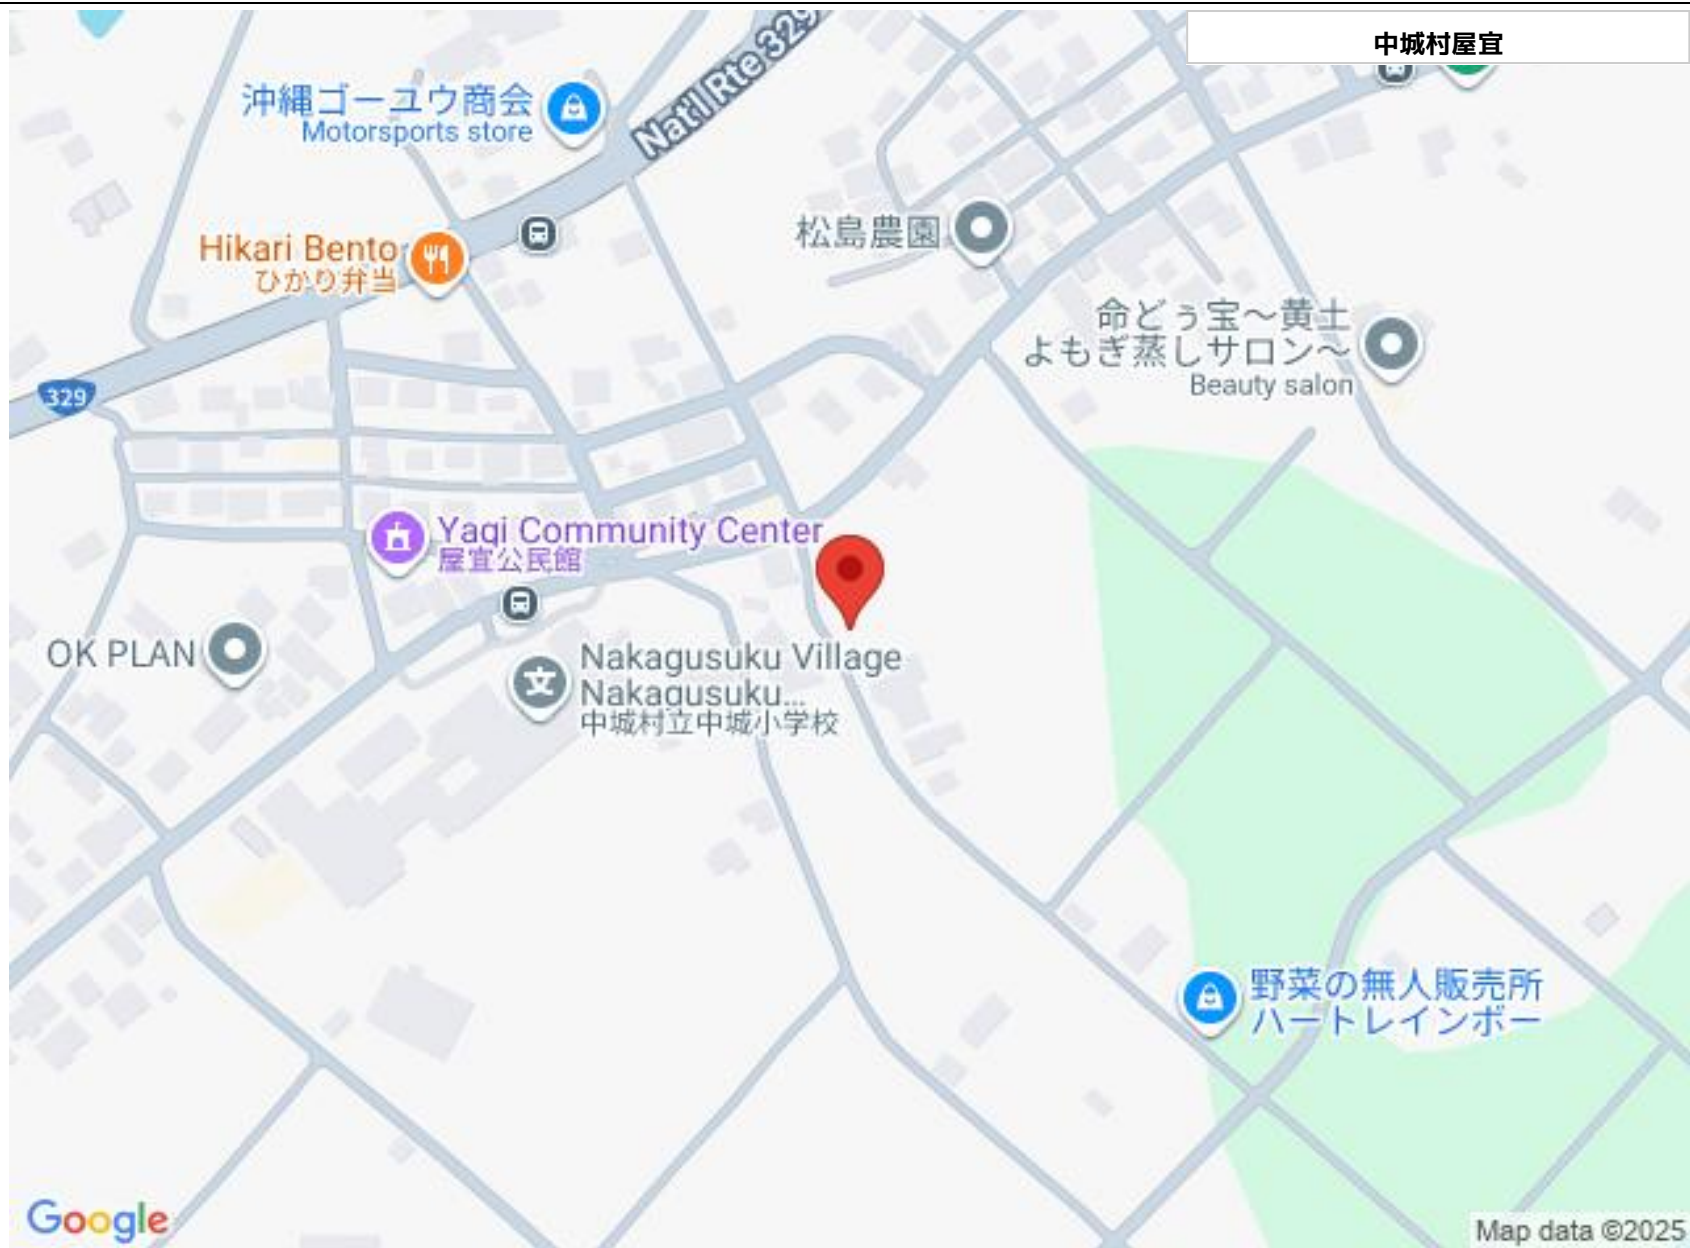 中城村屋宜
沖縄ゴーユウ商会
Motorsports store
Nat'l Rte 329
松島農園
Hikari Bento
ひかり弁当
命どぅ宝～黄土
よもぎ蒸しサロン～
Beauty salon
329
Yagi Community Center
屋宜公民館
OK PLAN
文
Nakagusuku Village
Nakagusuku...
中城村立中城小学校
野菜の無人販売所
ハートレインボー
Google
Map data ©2025